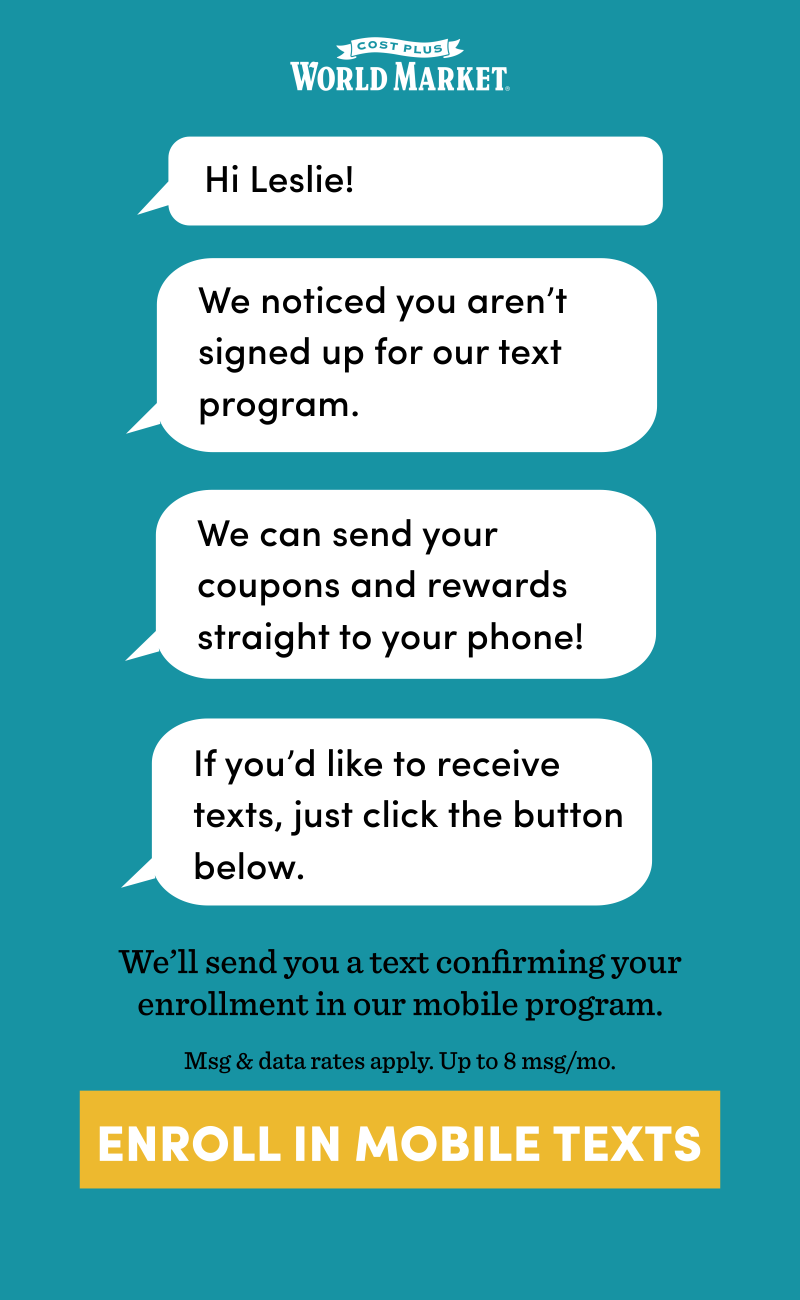 COST PLUS
WORLD MARKET®
Hi Leslie!
We noticed you aren’t
signed up for our text
program.
We can send your
coupons and rewards
straight to your phone!
If you’d like to receive
texts, just click the button
below.
We’ll send you a text confirming your
enrollment in our mobile program.
Msg & data rates apply. Up to 8 msg/mo.
ENROLL IN MOBILE TEXTS